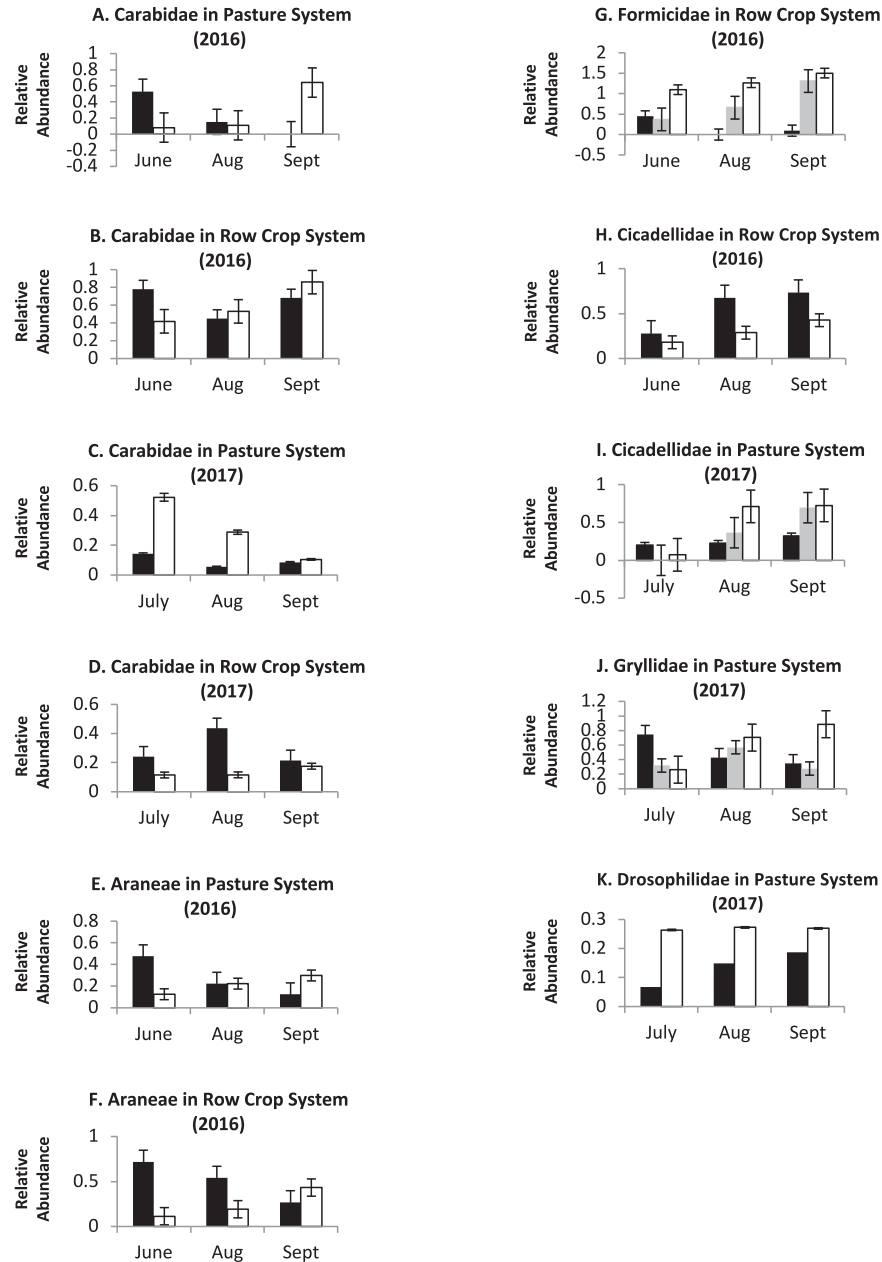 A. Carabidae in Pasture System
(2016)
Relative
Abundance
1
0.8
0.6
0.4
0.2
0
-0.2
-0.4
June Aug Sept
B. Carabidae in Row Crop System
(2016)
Relative
Abundance
1
0.8
0.6
0.4
0.2
0
June Aug Sept
C. Carabidae in Pasture System
(2017)
Relative
Abundance
0.6
0.4
0.2
0
July Aug Sept
D. Carabidae in Row Crop System
(2017)
Relative
Abundance
0.6
0.4
0.2
0
July Aug Sept
E. Araneae in Pasture System
(2016)
Relative
Abundance
0.8
0.6
0.4
0.2
0
June Aug Sept
F. Araneae in Row Crop System
(2016)
Relative
Abundance
1
0.5
0
June Aug Sept
G. Formicidae in Row Crop System
(2016)
Relative
Abundance
2
1.5
1
0.5
0
-0.5
June Aug Sept
H. Cicadellidae in Row Crop System
(2016)
Relative
Abundance
1
0.5
0
June Aug Sept
I. Cicadellidae in Pasture System
(2017)
Relative
Abundance
1
0.5
0
-0.5
July Aug Sept
J. Gryllidae in Pasture System
(2017)
Relative
Abundance
1.2
1
0.8
0.6
0.4
0.2
0
July Aug Sept
K. Drosophilidae in Pasture System
(2017)
Relative
Abundance
0.3
0.2
0.1
0
July Aug Sept